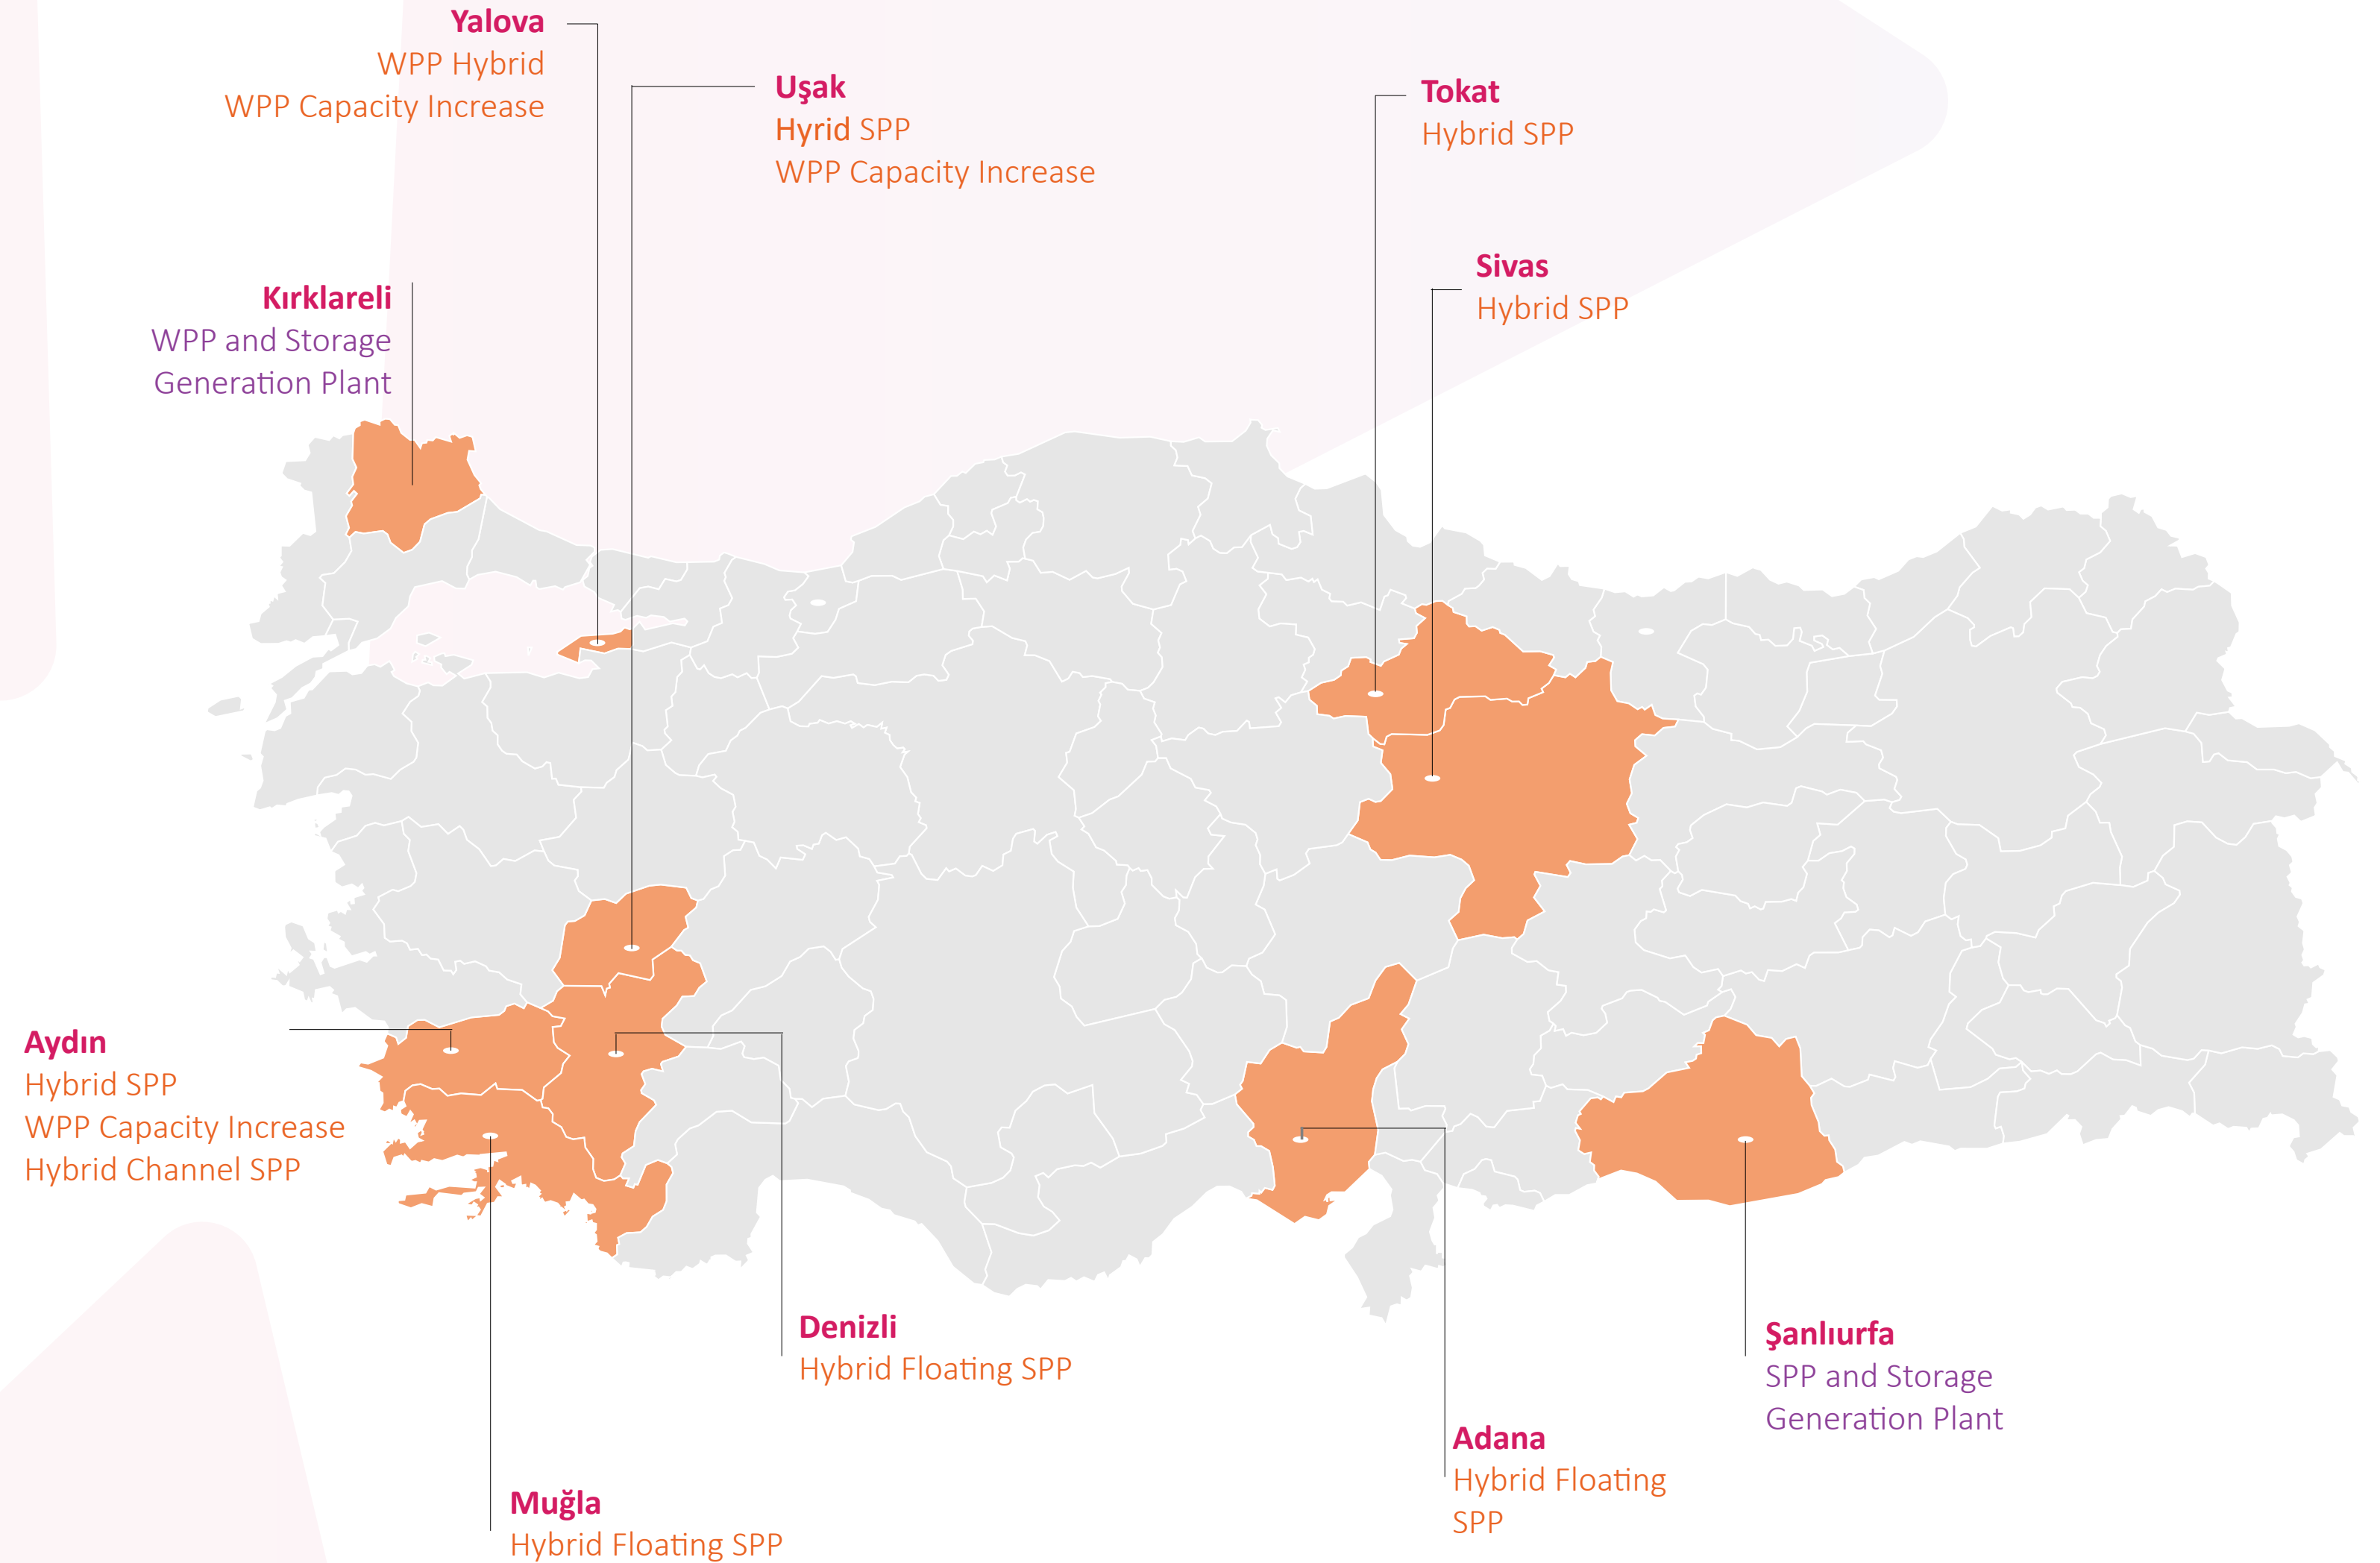 Yalova
WPP Hybrid
WPP Capacity Increase
Uşak
Hyrid SPP
WPP Capacity Increase
Tokat
Hybrid SPP
Sivas
Hybrid SPP
Kırklareli
WPP and Storage
Generation Plant
Aydın
Hybrid SPP
WPP Capacity Increase
Hybrid Channel SPP
Denizli
Hybrid Floating SPP
Şanlıurfa
SPP and Storage
Generation Plant
Adana
Hybrid Floating
SPP
Muğla
Hybrid Floating SPP